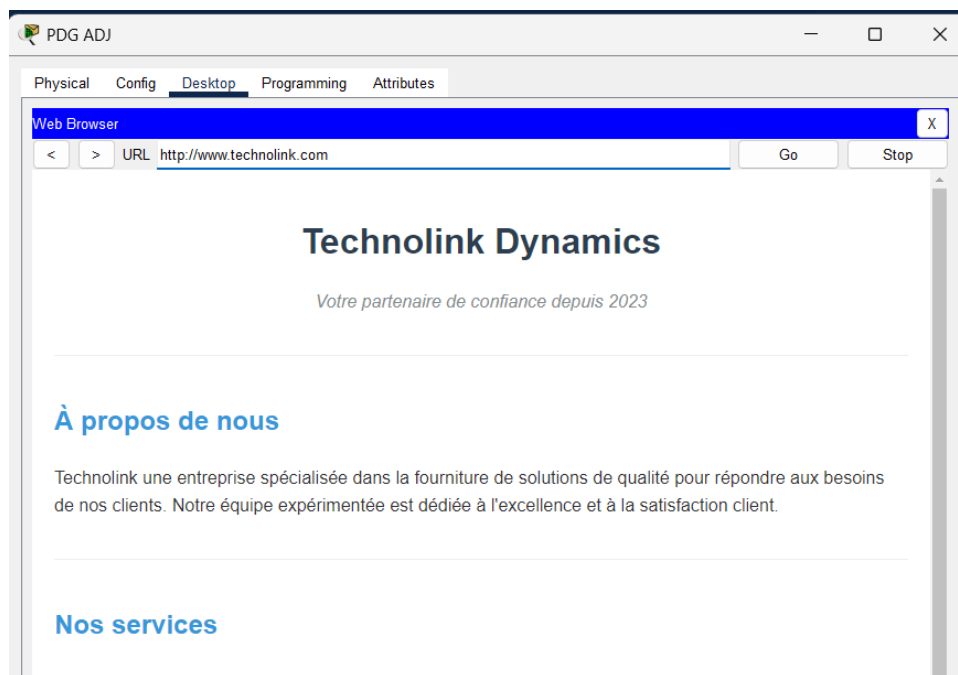 PDG ADJ
Physical Config Desktop Programming Attributes
Web Browser X
< > URL http://www.technolink.com Go Stop
Technolink Dynamics
Votre partenaire de confiance depuis 2023
À propos de nous
Technolink une entreprise spécialisée dans la fourniture de solutions de qualité pour répondre aux besoins
de nos clients. Notre équipe expérimentée est dédiée à l'excellence et à la satisfaction client.
Nos services